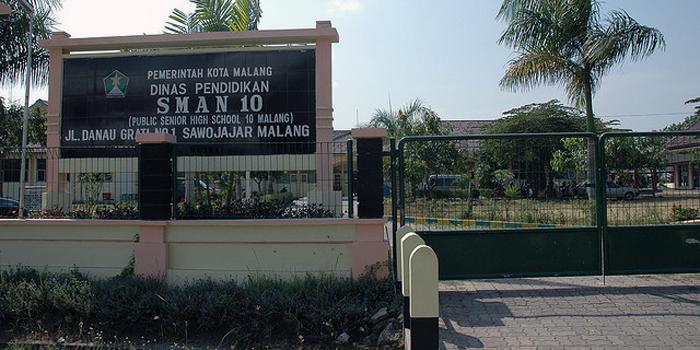 PEMERINTAH KOTA MALANG
DINAS PENDIDIKAN
SMAN 10
(PUBLIC SENIOR HIGH SCHOOL 10 MALANG)
JL.DANAU GRATI NO.1 SAWOJAJAR MALANG